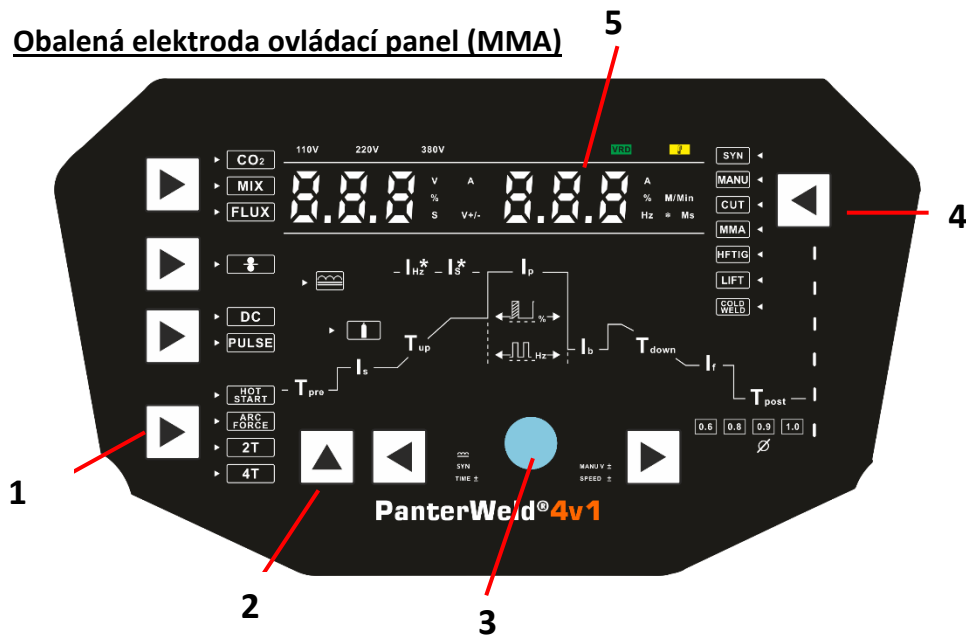 Obalená elektroda ovládací panel (MMA)
5
110V 220V 380V VRD
CO₂
MIX
FLUX
8.8.8 V A
%
S V+/-
8.8.8 A
% M/Min
Hz * Ms
SYN
MANU
CUT
MMA
HFTIG
LIFT
COLD
WELD
4
DC
PULSE
IHz* IS* Ip
%
Hz
Tpre Is Tup Ib Tdown If Tpost
HOT
START
ARC
FORCE
2T
4T
0.6 0.8 0.9 1.0
Ø
1
SYN
TIME ±
MANU V ±
SPEED ±
PanterWeld®4v1
2
3